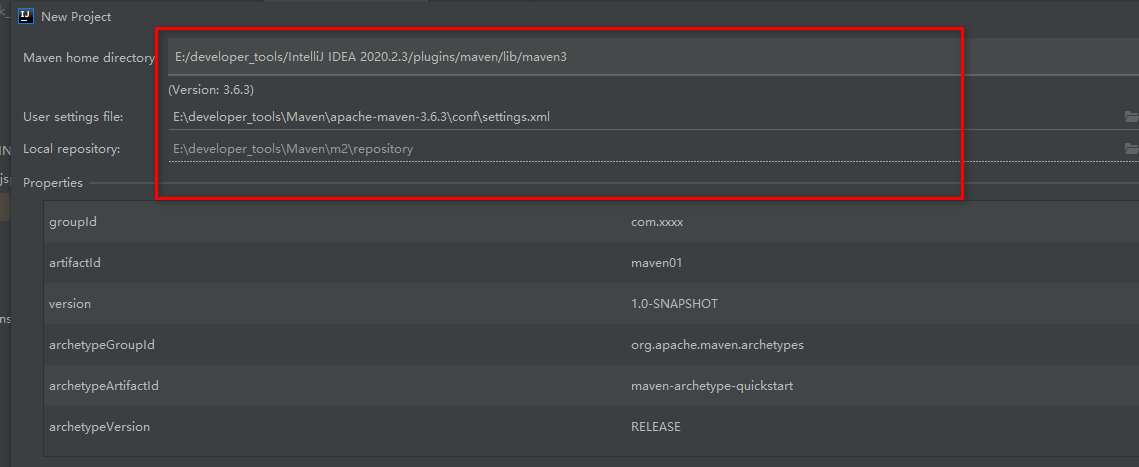 New Project
Maven home directory
E:/developer_tools/IntelliJ IDEA 2020.2.3/plugins/maven/lib/maven3
(Version: 3.6.3)
User settings file: E:\developer_tools\Maven\apache-maven-3.6.3\conf\settings.xml
Local repository: E:\developer_tools\Maven\m2\repository
Properties
groupId com.xxxx
artifactId maven01
version 1.0-SNAPSHOT
archetypeGroupId org.apache.maven.archetypes
archetypeArtifactId maven-archetype-quickstart
archetypeVersion RELEASE